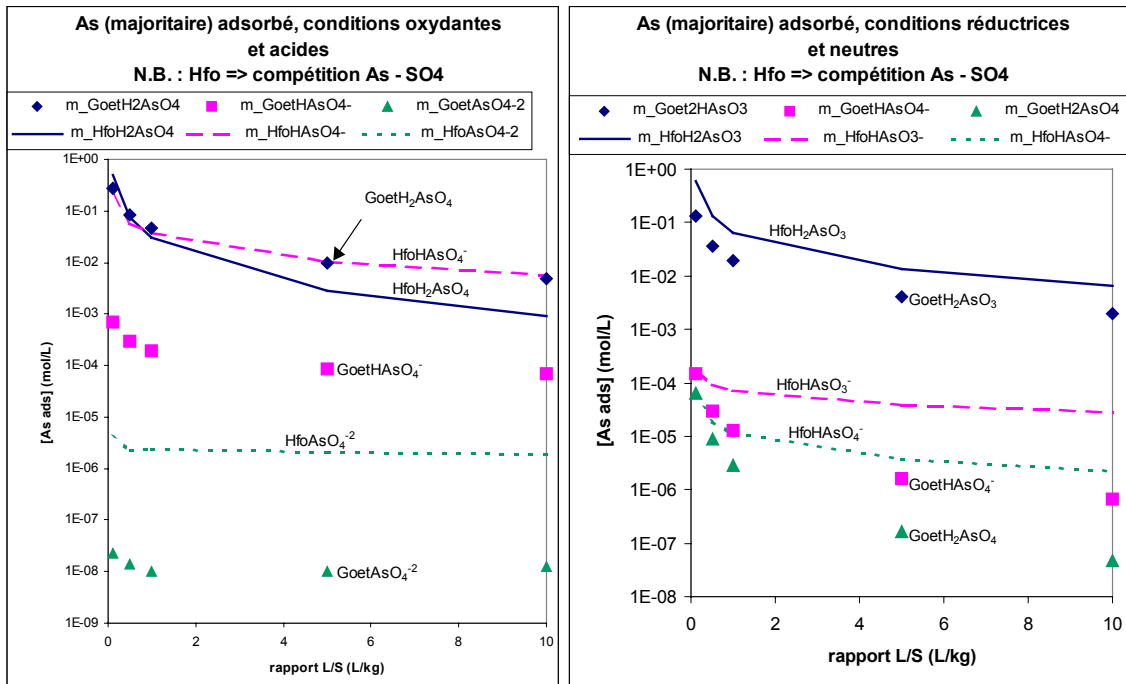 As (majoritaire) adsorbé, conditions oxydantes
et acides
N.B. : Hfo => compétition As - SO4
m_GoetH2AsO4 m_GoetHAsO4- m_GoetAsO4-2
m_HfoH2AsO4 m_HfoHAsO4- m_HfoAsO4-2
1E+00
1E-01
1E-02
1E-03
1E-04
1E-05
1E-06
1E-07
1E-08
1E-09
[As ads] (mol/L)
GoetH₂AsO₄
HfoHAsO₄⁻
HfoH₂AsO₄
GoetHAsO₄⁻
HfoAsO₄⁻²
GoetAsO₄⁻²
0 2 4 6 8 10
rapport L/S (L/kg)
As (majoritaire) adsorbé, conditions réductrices
et neutres
N.B. : Hfo => compétition As - SO4
m_Goet2HAsO3 m_GoetHAsO4- m_GoetH2AsO4
m_HfoH2AsO3 m_HfoHAsO3- m_HfoHAsO4-
1E+00
1E-01
1E-02
1E-03
1E-04
1E-05
1E-06
1E-07
1E-08
[As ads] (mol/L)
HfoH₂AsO₃
GoetH₂AsO₃
HfoHAsO₃⁻
HfoHAsO₄⁻
GoetHAsO₄⁻
GoetH₂AsO₄
0 2 4 6 8 10
rapport L/S (L/kg)